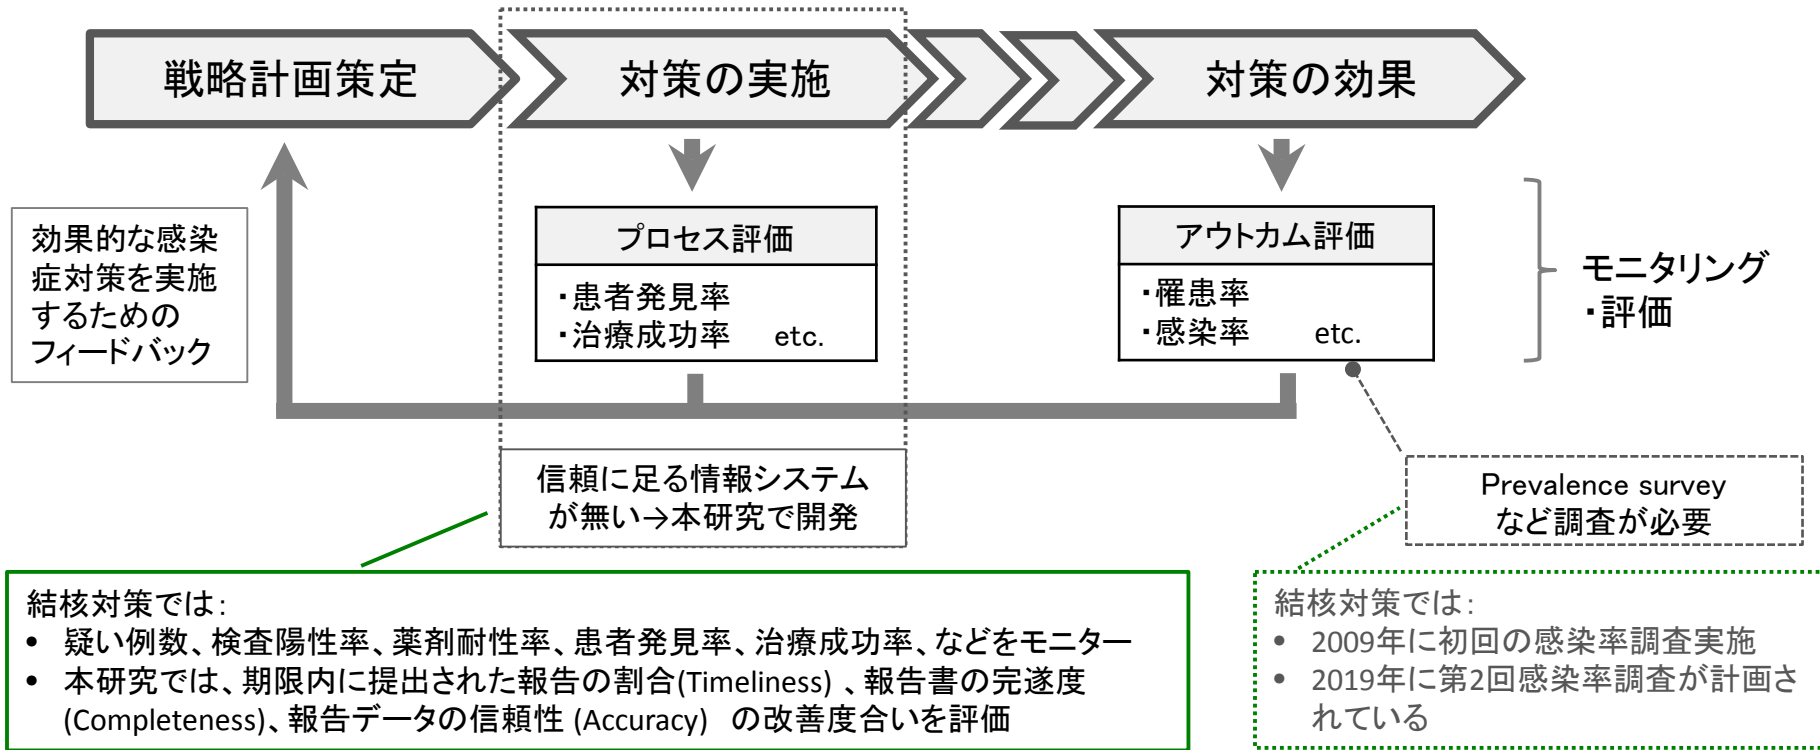 戦略計画策定
対策の実施
対策の効果
効果的な感染
症対策を実施
するための
フィードバック
プロセス評価
・患者発見率
・治療成功率 etc.
アウトカム評価
・罹患率
・感染率 etc.
モニタリング
・評価
信頼に足る情報システム
が無い→本研究で開発
Prevalence survey
など調査が必要
結核対策では:
• 疑い例数、検査陽性率、薬剤耐性率、患者発見率、治療成功率、などをモニター
• 本研究では、期限内に提出された報告の割合(Timeliness) 、報告書の完遂度
(Completeness)、報告データの信頼性 (Accuracy) の改善度合いを評価
結核対策では:
• 2009年に初回の感染率調査実施
• 2019年に第2回感染率調査が計画さ
れている